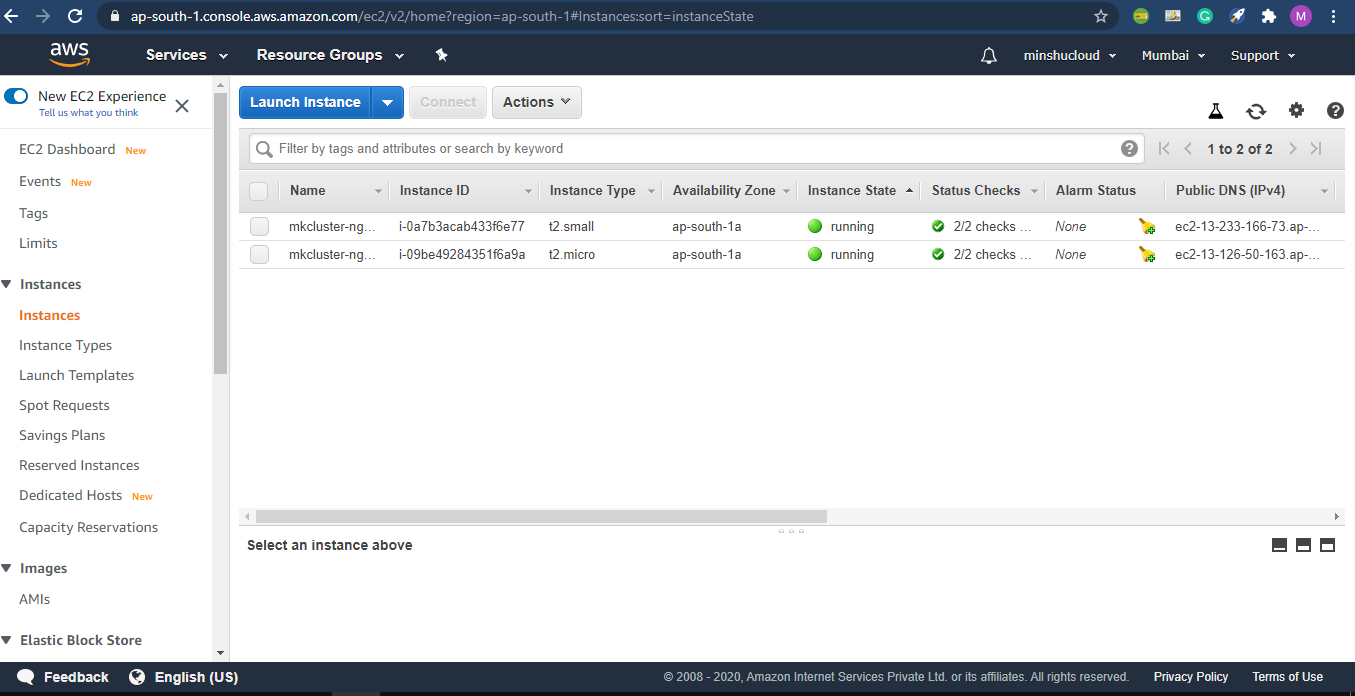 ap-south-1.console.aws.amazon.com/ec2/v2/home?region=ap-south-1#Instances:sort=instanceState
M
aws
Services
Resource Groups
minshucloud
Mumbai
Support
New EC2 Experience
Tell us what you think
EC2 Dashboard New
Events New
Tags
Limits
Instances
Instances
Instance Types
Launch Templates
Spot Requests
Savings Plans
Reserved Instances
Dedicated Hosts New
Capacity Reservations
Images
AMIs
Elastic Block Store
Launch Instance
Connect
Actions
Filter by tags and attributes or search by keyword
1 to 2 of 2
Name Instance ID Instance Type Availability Zone Instance State Status Checks Alarm Status Public DNS (IPv4)
mkcluster-ng... i-0a7b3acab433f6e77 t2.small ap-south-1a running 2/2 checks ... None ec2-13-233-166-73.ap-...
mkcluster-ng... i-09be49284351f6a9a t2.micro ap-south-1a running 2/2 checks ... None ec2-13-126-50-163.ap-...
Select an instance above
Feedback
English (US)
© 2008 - 2020, Amazon Internet Services Private Ltd. or its affiliates. All rights reserved.
Privacy Policy
Terms of Use